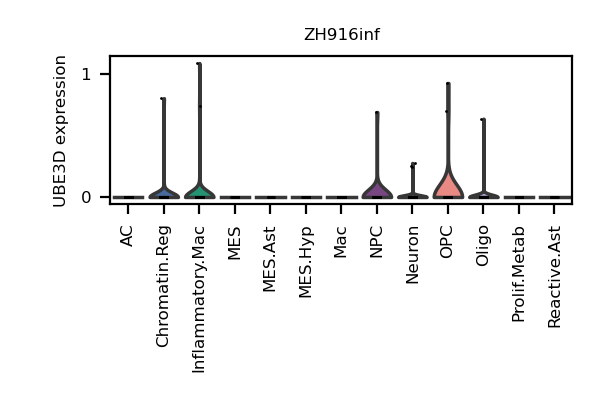 ZH916inf
UBE3D expression
1
0
AC
Chromatin.Reg
Inflammatory.Mac
MES
MES.Ast
MES.Hyp
Mac
NPC
Neuron
OPC
Oligo
Prolif.Metab
Reactive.Ast